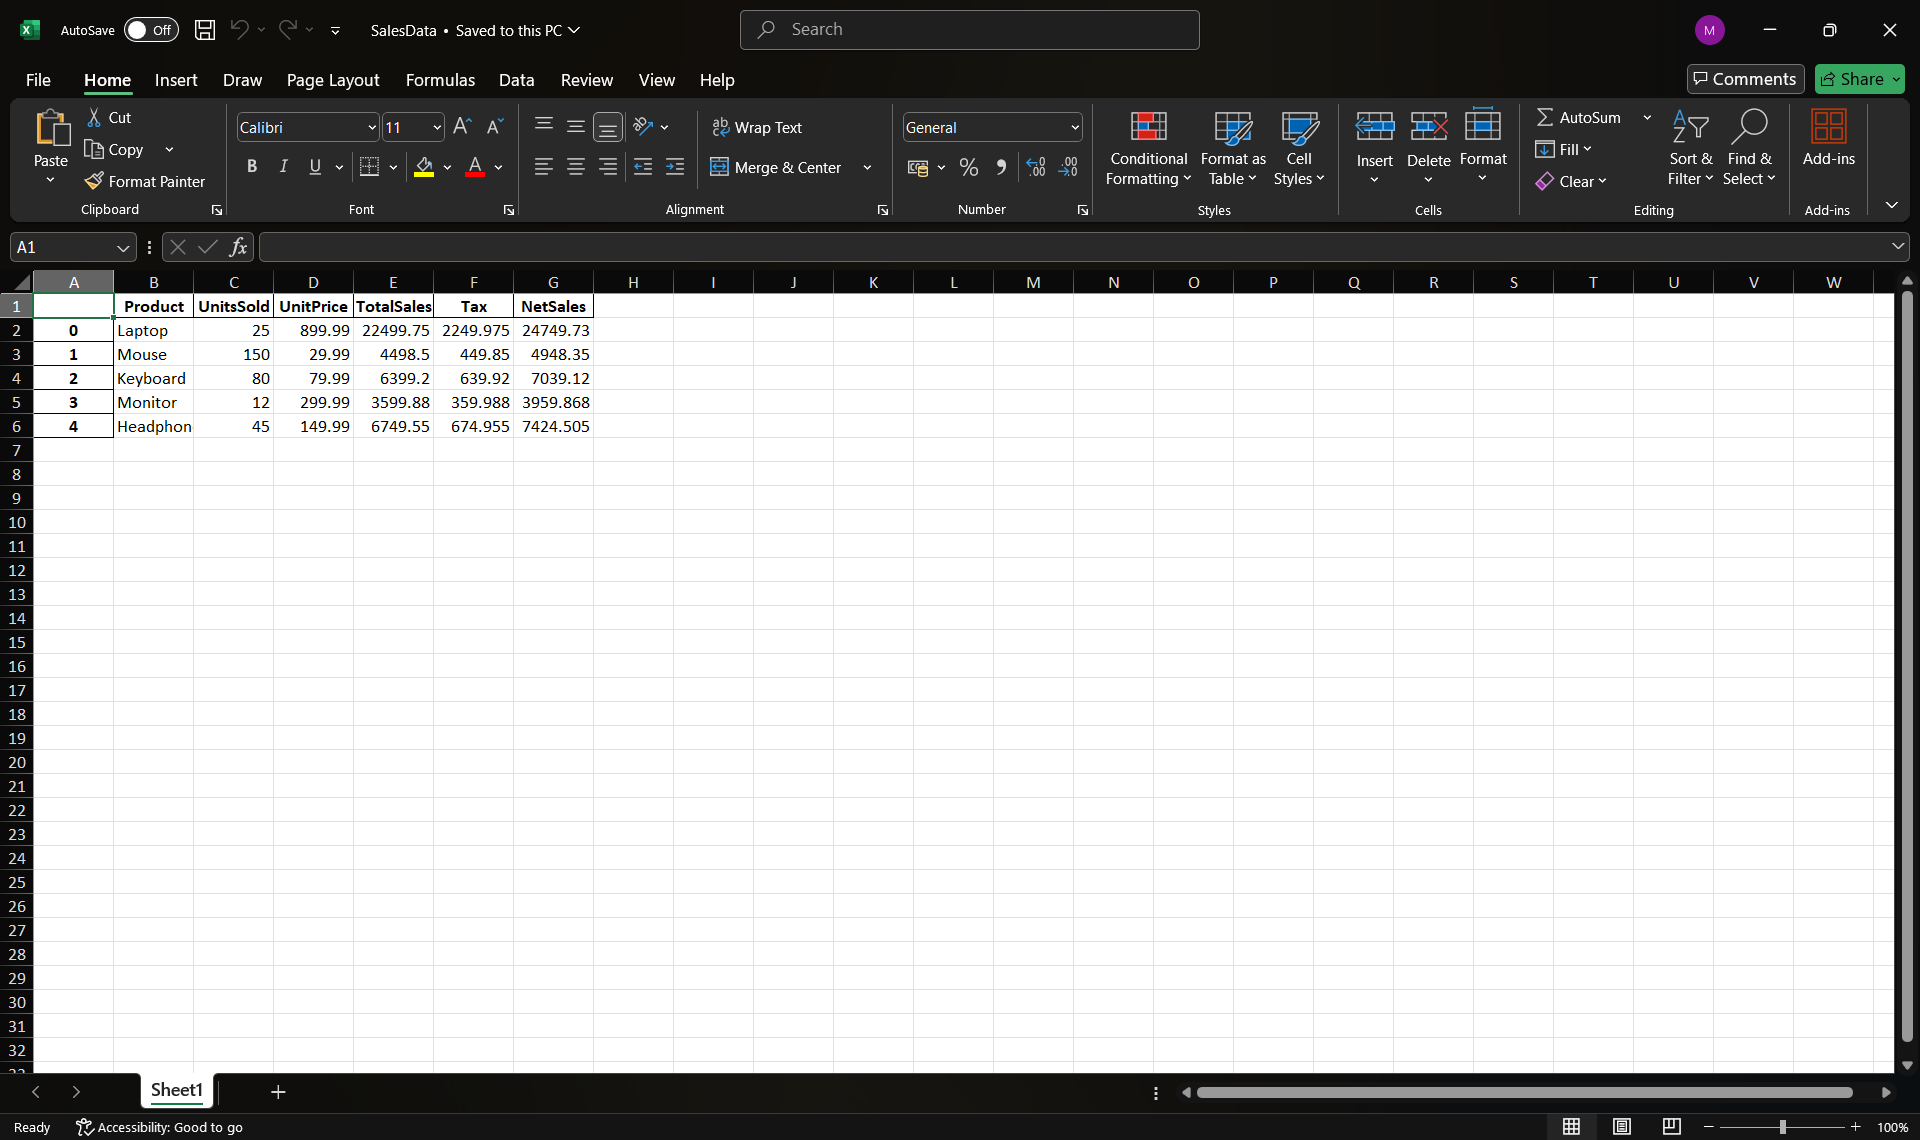 AutoSave Off SalesData • Saved to this PC Search M
File Home Insert Draw Page Layout Formulas Data Review View Help Comments Share
Paste Cut Copy Format Painter Clipboard
Calibri 11 A A B I U A Font
ab Wrap Text Merge & Center Alignment
General % 9 .00 .00 Number
Conditional Formatting Format as Table Cell Styles Styles
Insert Delete Format Cells
AutoSum Fill Clear Sort & Filter Find & Select Editing
Add-ins Add-ins
A1 fx
A B C D E F G H I J K L M N O P Q R S T U V W
1 Product UnitsSold UnitPrice TotalSales Tax NetSales
2 0 Laptop 25 899.99 22499.75 2249.975 24749.73
3 1 Mouse 150 29.99 4498.5 449.85 4948.35
4 2 Keyboard 80 79.99 6399.2 639.92 7039.12
5 3 Monitor 12 299.99 3599.88 359.988 3959.868
6 4 Headphon 45 149.99 6749.55 674.955 7424.505
7
8
9
10
11
12
13
14
15
16
17
18
19
20
21
22
23
24
25
26
27
28
29
30
31
32
Sheet1
Ready Accessibility: Good to go 100%